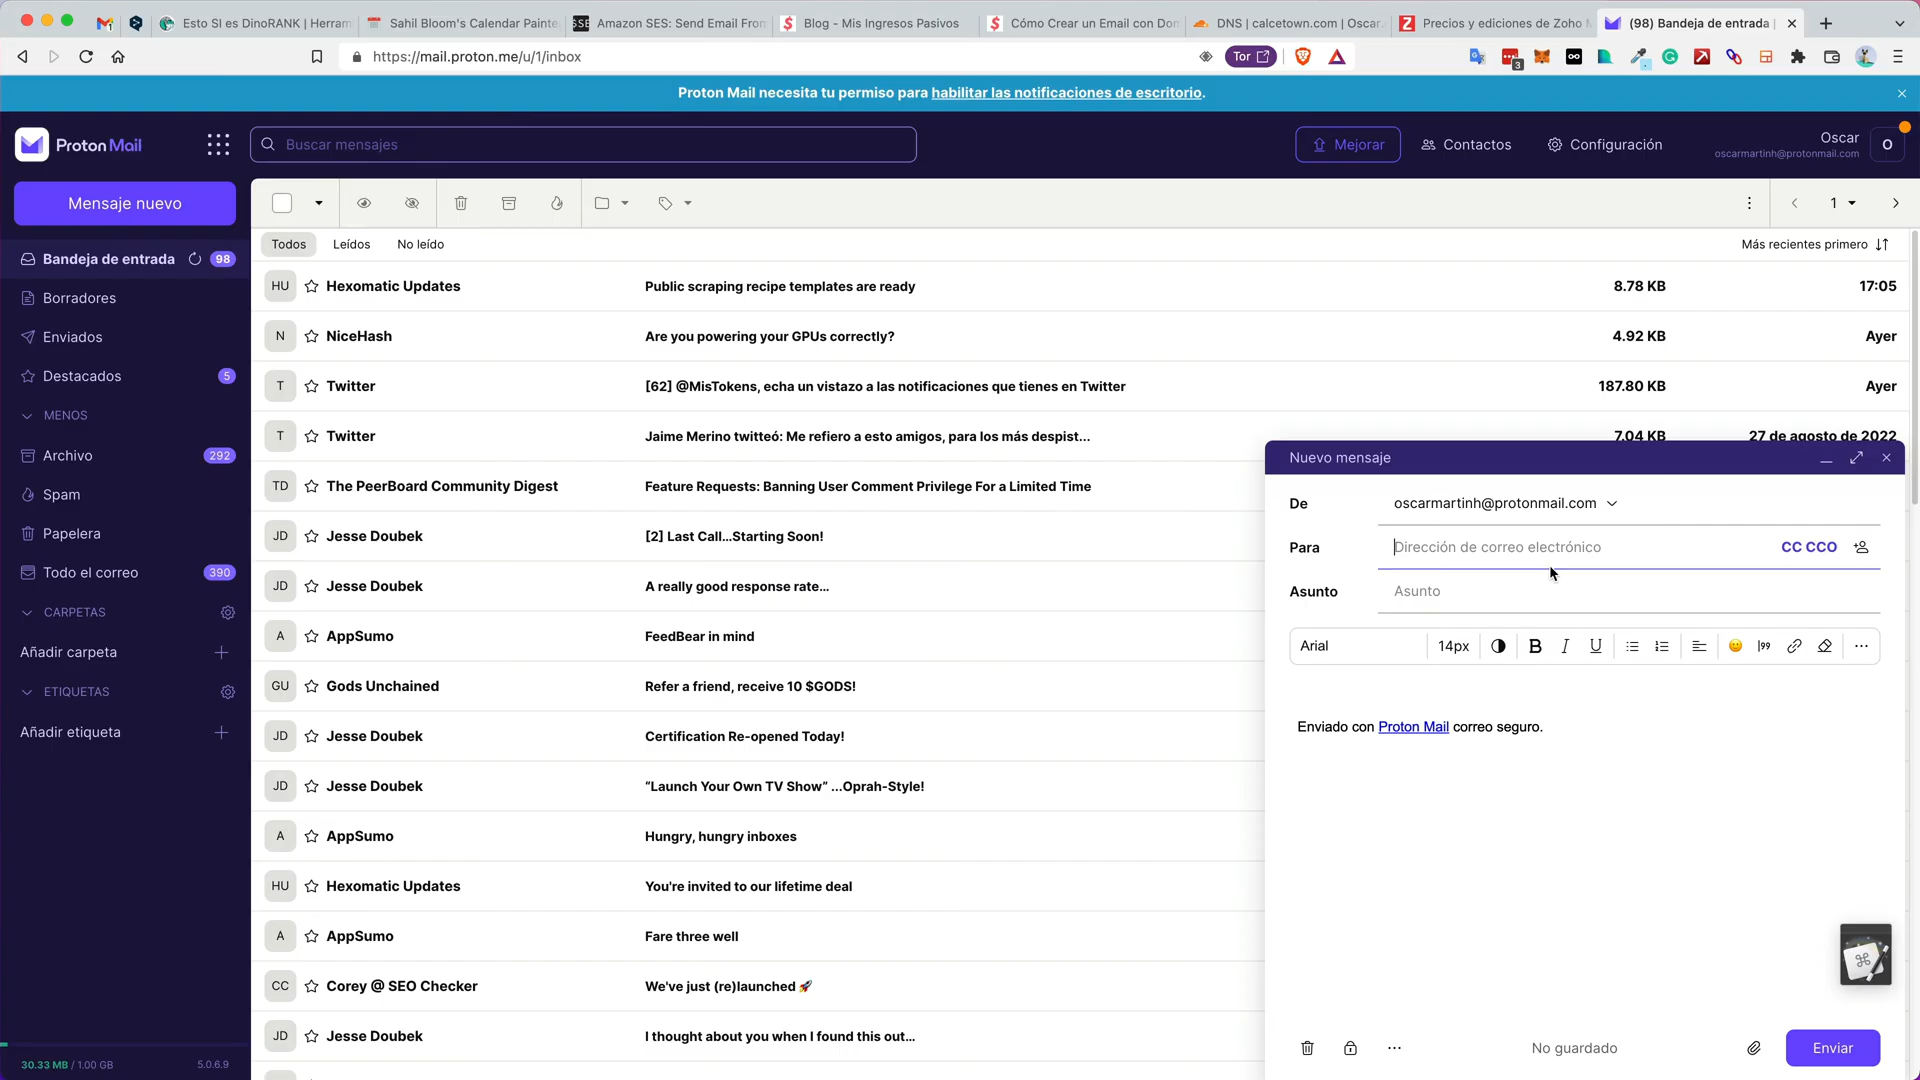 Esto SI es DinoRANK | Herram
Sahil Bloom's Calendar Painte
Amazon SES: Send Email From
Blog - Mis Ingresos Pasivos
Cómo Crear un Email con Dom
DNS | calcetown.com | Oscar.
Precios y ediciones de Zoho M
(98) Bandeja de entrada |
https://mail.proton.me/u/1/inbox
Tor
3
Proton Mail necesita tu permiso para habilitar las notificaciones de escritorio.
Proton Mail
Buscar mensajes
Mejorar
Contactos
Configuración
Oscar
oscarmartinh@protonmail.com
O
Mensaje nuevo
1
Bandeja de entrada 98
Todos Leídos No leído
Más recientes primero
Borradores
Enviados
Destacados 5
MENOS
Archivo 292
Spam
Papelera
Todo el correo 390
CARPETAS
Añadir carpeta
ETIQUETAS
Añadir etiqueta
30.33 MB / 1.00 GB 5.0.6.9
HU Hexomatic Updates Public scraping recipe templates are ready 8.78 KB 17:05
N NiceHash Are you powering your GPUs correctly? 4.92 KB Ayer
T Twitter [62] @MisTokens, echa un vistazo a las notificaciones que tienes en Twitter 187.80 KB Ayer
T Twitter Jaime Merino twitteó: Me refiero a esto amigos, para los más despist... 7.04 KB 27 de agosto de 2022
TD The PeerBoard Community Digest Feature Requests: Banning User Comment Privilege For a Limited Time
JD Jesse Doubek [2] Last Call...Starting Soon!
JD Jesse Doubek A really good response rate...
A AppSumo FeedBear in mind
GU Gods Unchained Refer a friend, receive 10 $GODS!
JD Jesse Doubek Certification Re-opened Today!
JD Jesse Doubek “Launch Your Own TV Show” ...Oprah-Style!
A AppSumo Hungry, hungry inboxes
HU Hexomatic Updates You're invited to our lifetime deal
A AppSumo Fare three well
CC Corey @ SEO Checker We've just (re)launched 🚀
JD Jesse Doubek I thought about you when I found this out...
Nuevo mensaje
De oscarmartinh@protonmail.com
Para Dirección de correo electrónico CC CCO
Asunto Asunto
Arial 14px B I U
Enviado con Proton Mail correo seguro.
No guardado
Enviar